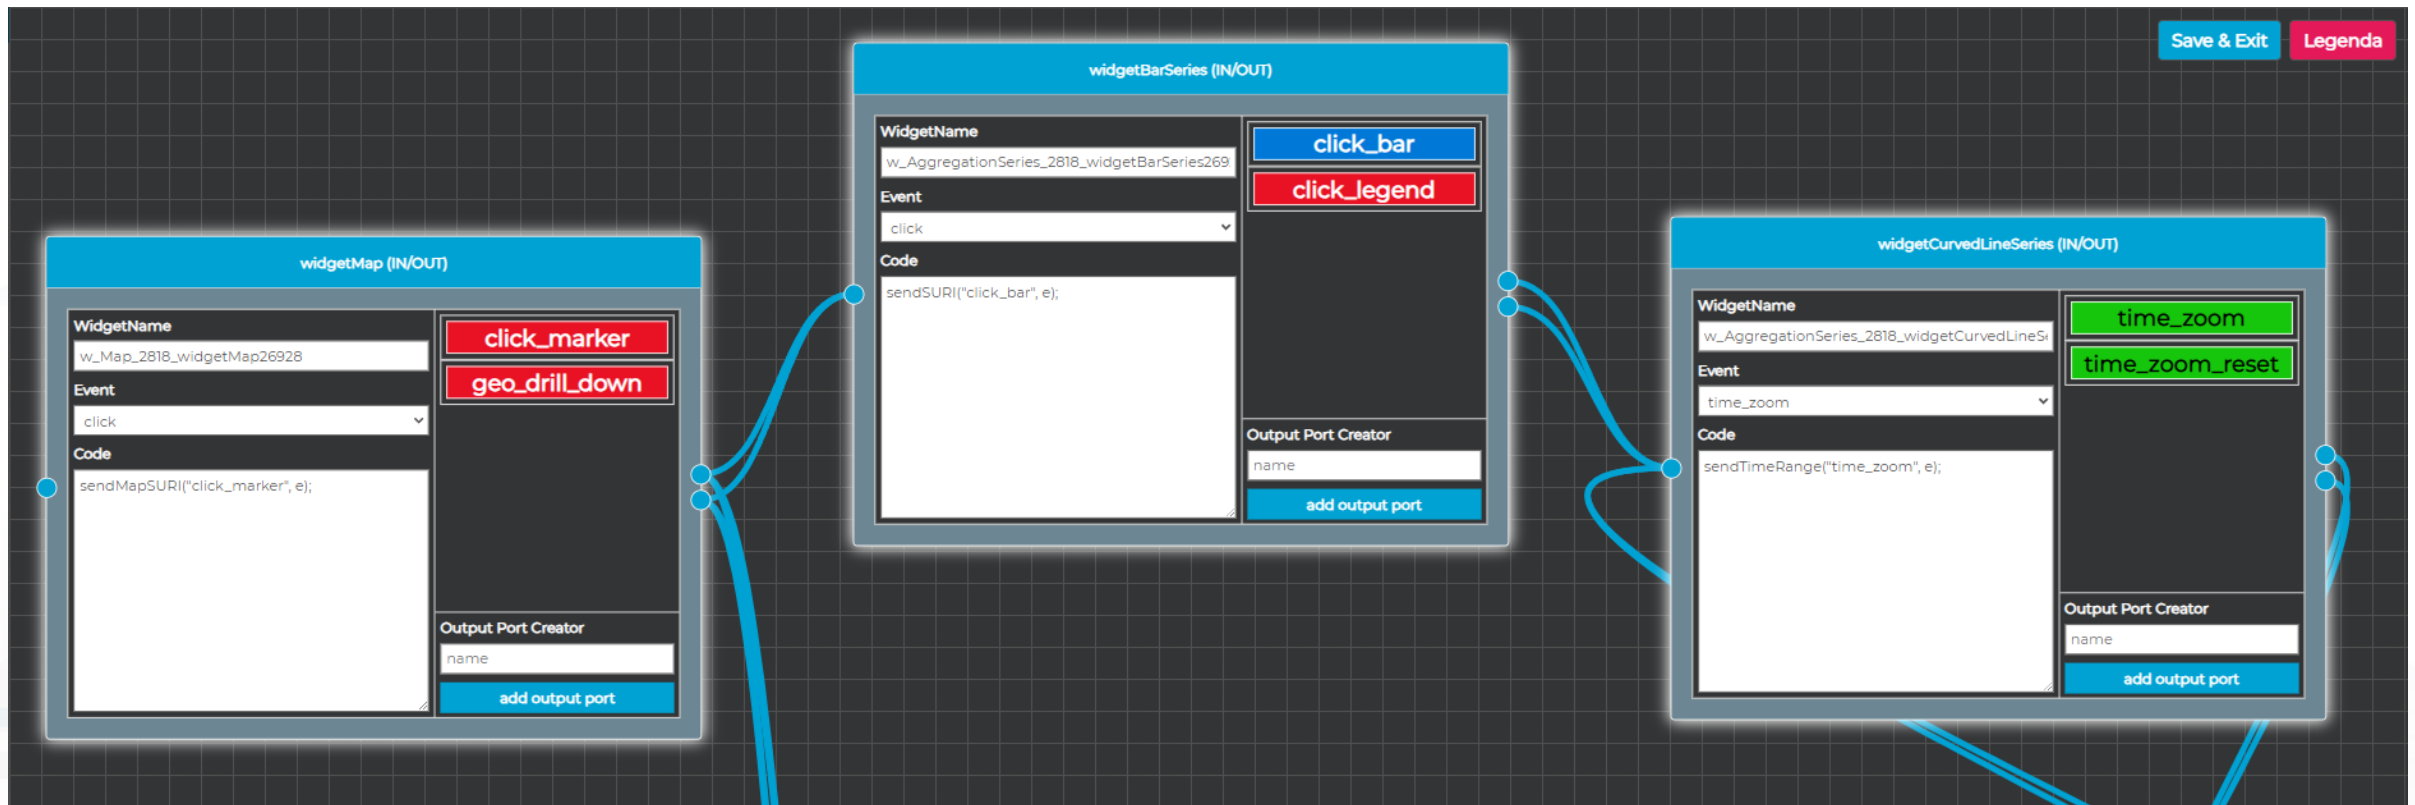 Save & Exit
Legenda
widgetBarSeries (IN/OUT)
WidgetName
w_AggregationSeries_2818_widgetBarSeries269
Event
click
Code
sendSURI("click_bar", e);
click_bar
click_legend
Output Port Creator
name
add output port
widgetMap (IN/OUT)
WidgetName
w_Map_2818_widgetMap26928
Event
click
Code
sendMapSURI("click_marker", e);
click_marker
geo_drill_down
Output Port Creator
name
add output port
widgetCurvedLineSeries (IN/OUT)
WidgetName
w_AggregationSeries_2818_widgetCurvedLineSe
Event
time_zoom
Code
sendTimeRange("time_zoom", e);
time_zoom
time_zoom_reset
Output Port Creator
name
add output port